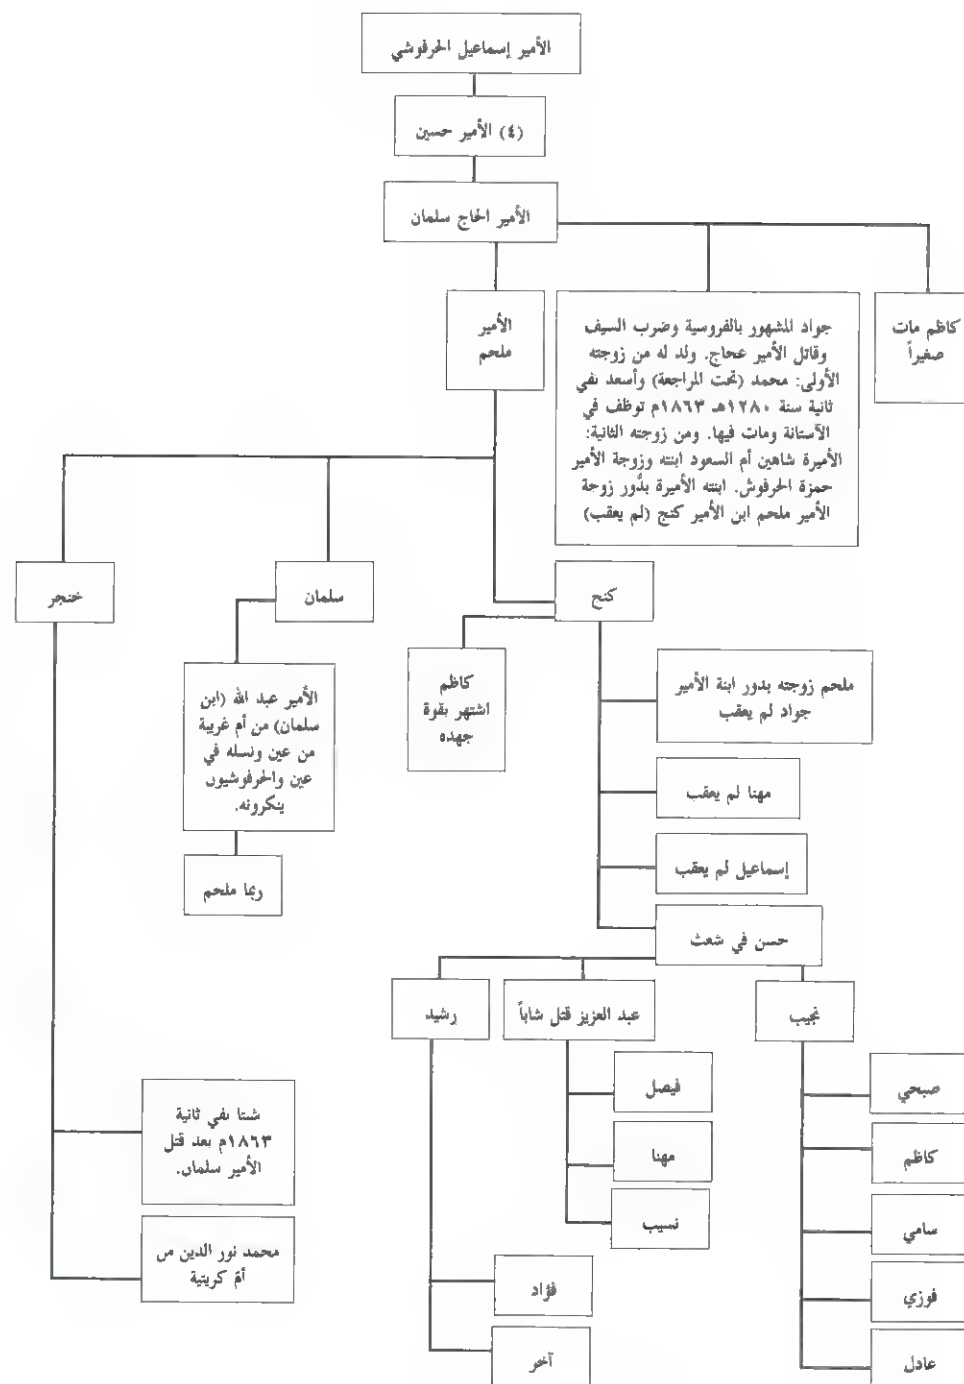 الأمير إسماعيل الحرفوشي
(٤) الأمير حسين
الأمير الحاج سلمان
كاظم مات
صغيراً
جواد المشهور بالفروسية وضرب السيف
وقاتل الأمير عجاج. ولد له من زوجته
الأولى: محمد (تحت المراجعة) وأسعد نفي
ثانية سنة ١٢٨٠هـ ١٨٦٣م توظف في
الآستانة ومات فيها. ومن زوجته الثانية:
الأميرة شاهين أم السعود ابنته وزوجة الأمير
حمزة الحرفوش. ابنته الأميرة بدُّور زوجة
الأمير ملحم ابن الأمير كنج (لم يعقب)
الأمير
ملحم
كنج
سلمان
خنجر
ملحم زوجته بدور ابنة الأمير
جواد لم يعقب
كاظم
اشتهر بقوة
جهده
الأمير عبد الله (ابن
سلمان) من أم غريبة
من عين ونسله في
عين والحرفوشيون
ينكرونه.
مهنا لم يعقب
إسماعيل لم يعقب
ربما ملحم
حسن في شعث
نجيب
عبد العزيز قتل شاباً
رشيد
صبحي
كاظم
سامي
فوزي
عادل
فيصل
مهنا
نسيب
فؤاد
آخر
شتا نفي ثانية
١٨٦٣م بعد قتل
الأمير سلمان.
محمد نور الدين من
أمّ كريتية